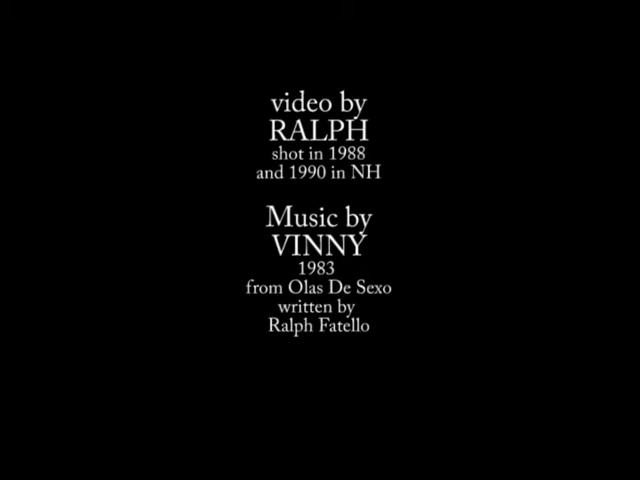 video by
RALPH
shot in 1988
and 1990 in NH
Music by
VINNY
1983
from Olas De Sexo
written by
Ralph Fatello